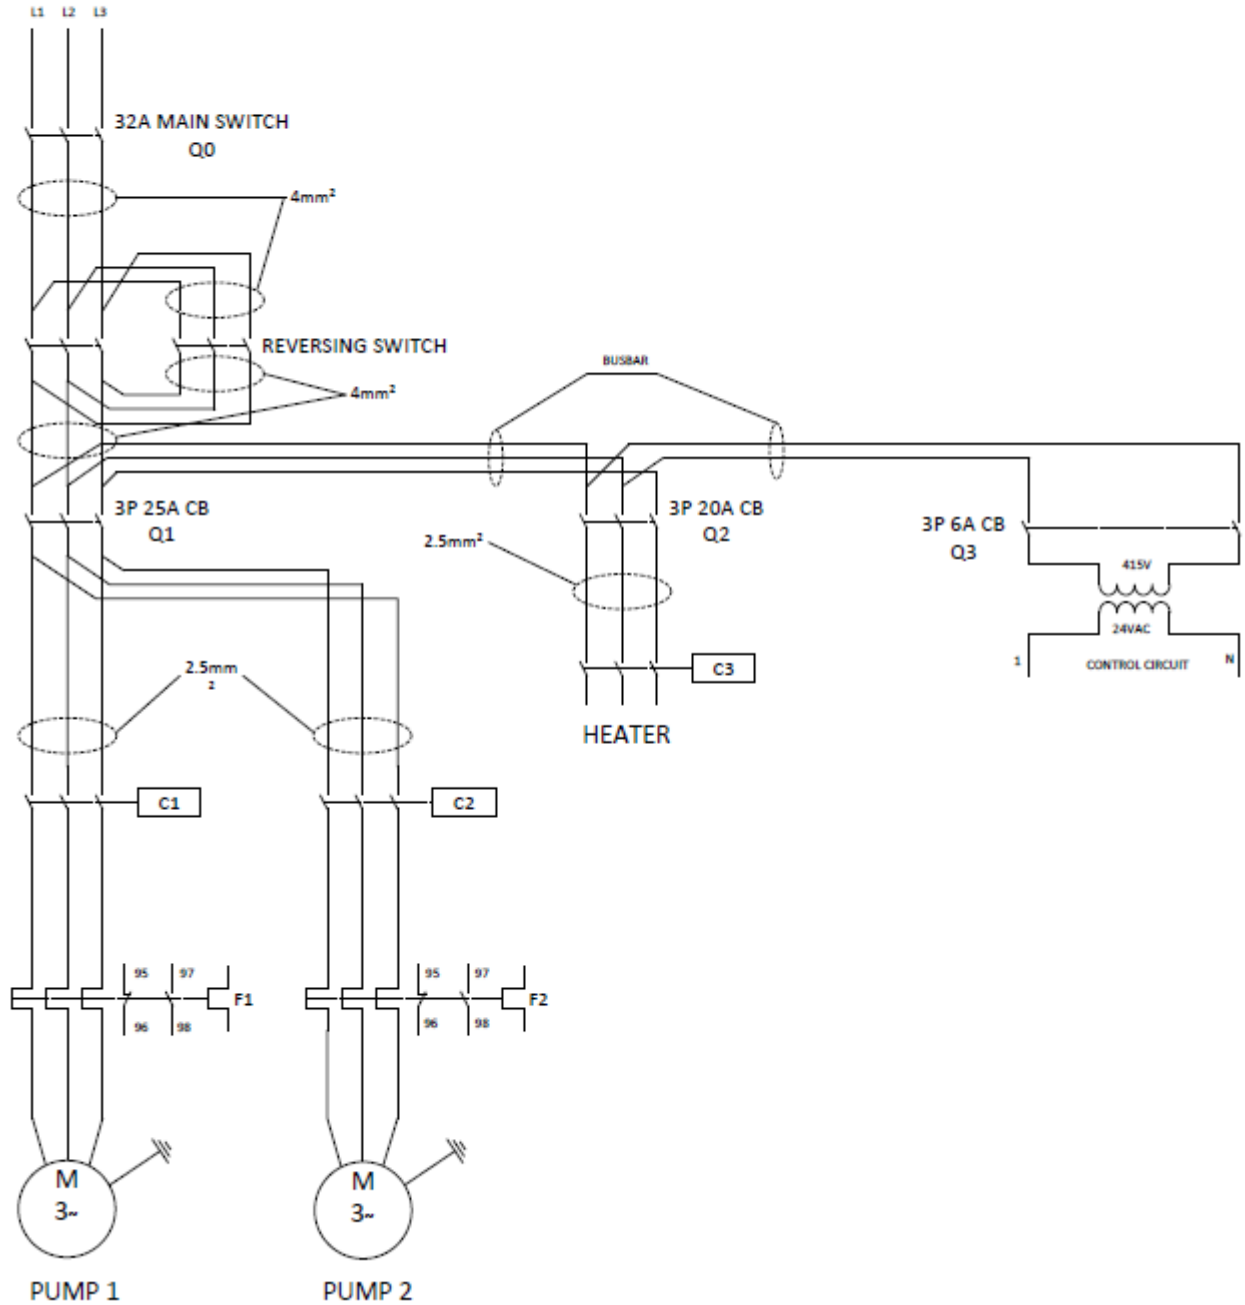 L1 L2 L3
32A MAIN SWITCH
Q0
4mm²
REVERSING SWITCH
4mm²
BUSBAR
3P 25A CB
Q1
3P 20A CB
Q2
3P 6A CB
Q3
2.5mm²
415V
24VAC
1
CONTROL CIRCUIT
N
2.5mm
2
C3
HEATER
C1
C2
95
97
F1
96
98
95
97
F2
96
98
M
3~
M
3~
PUMP 1
PUMP 2